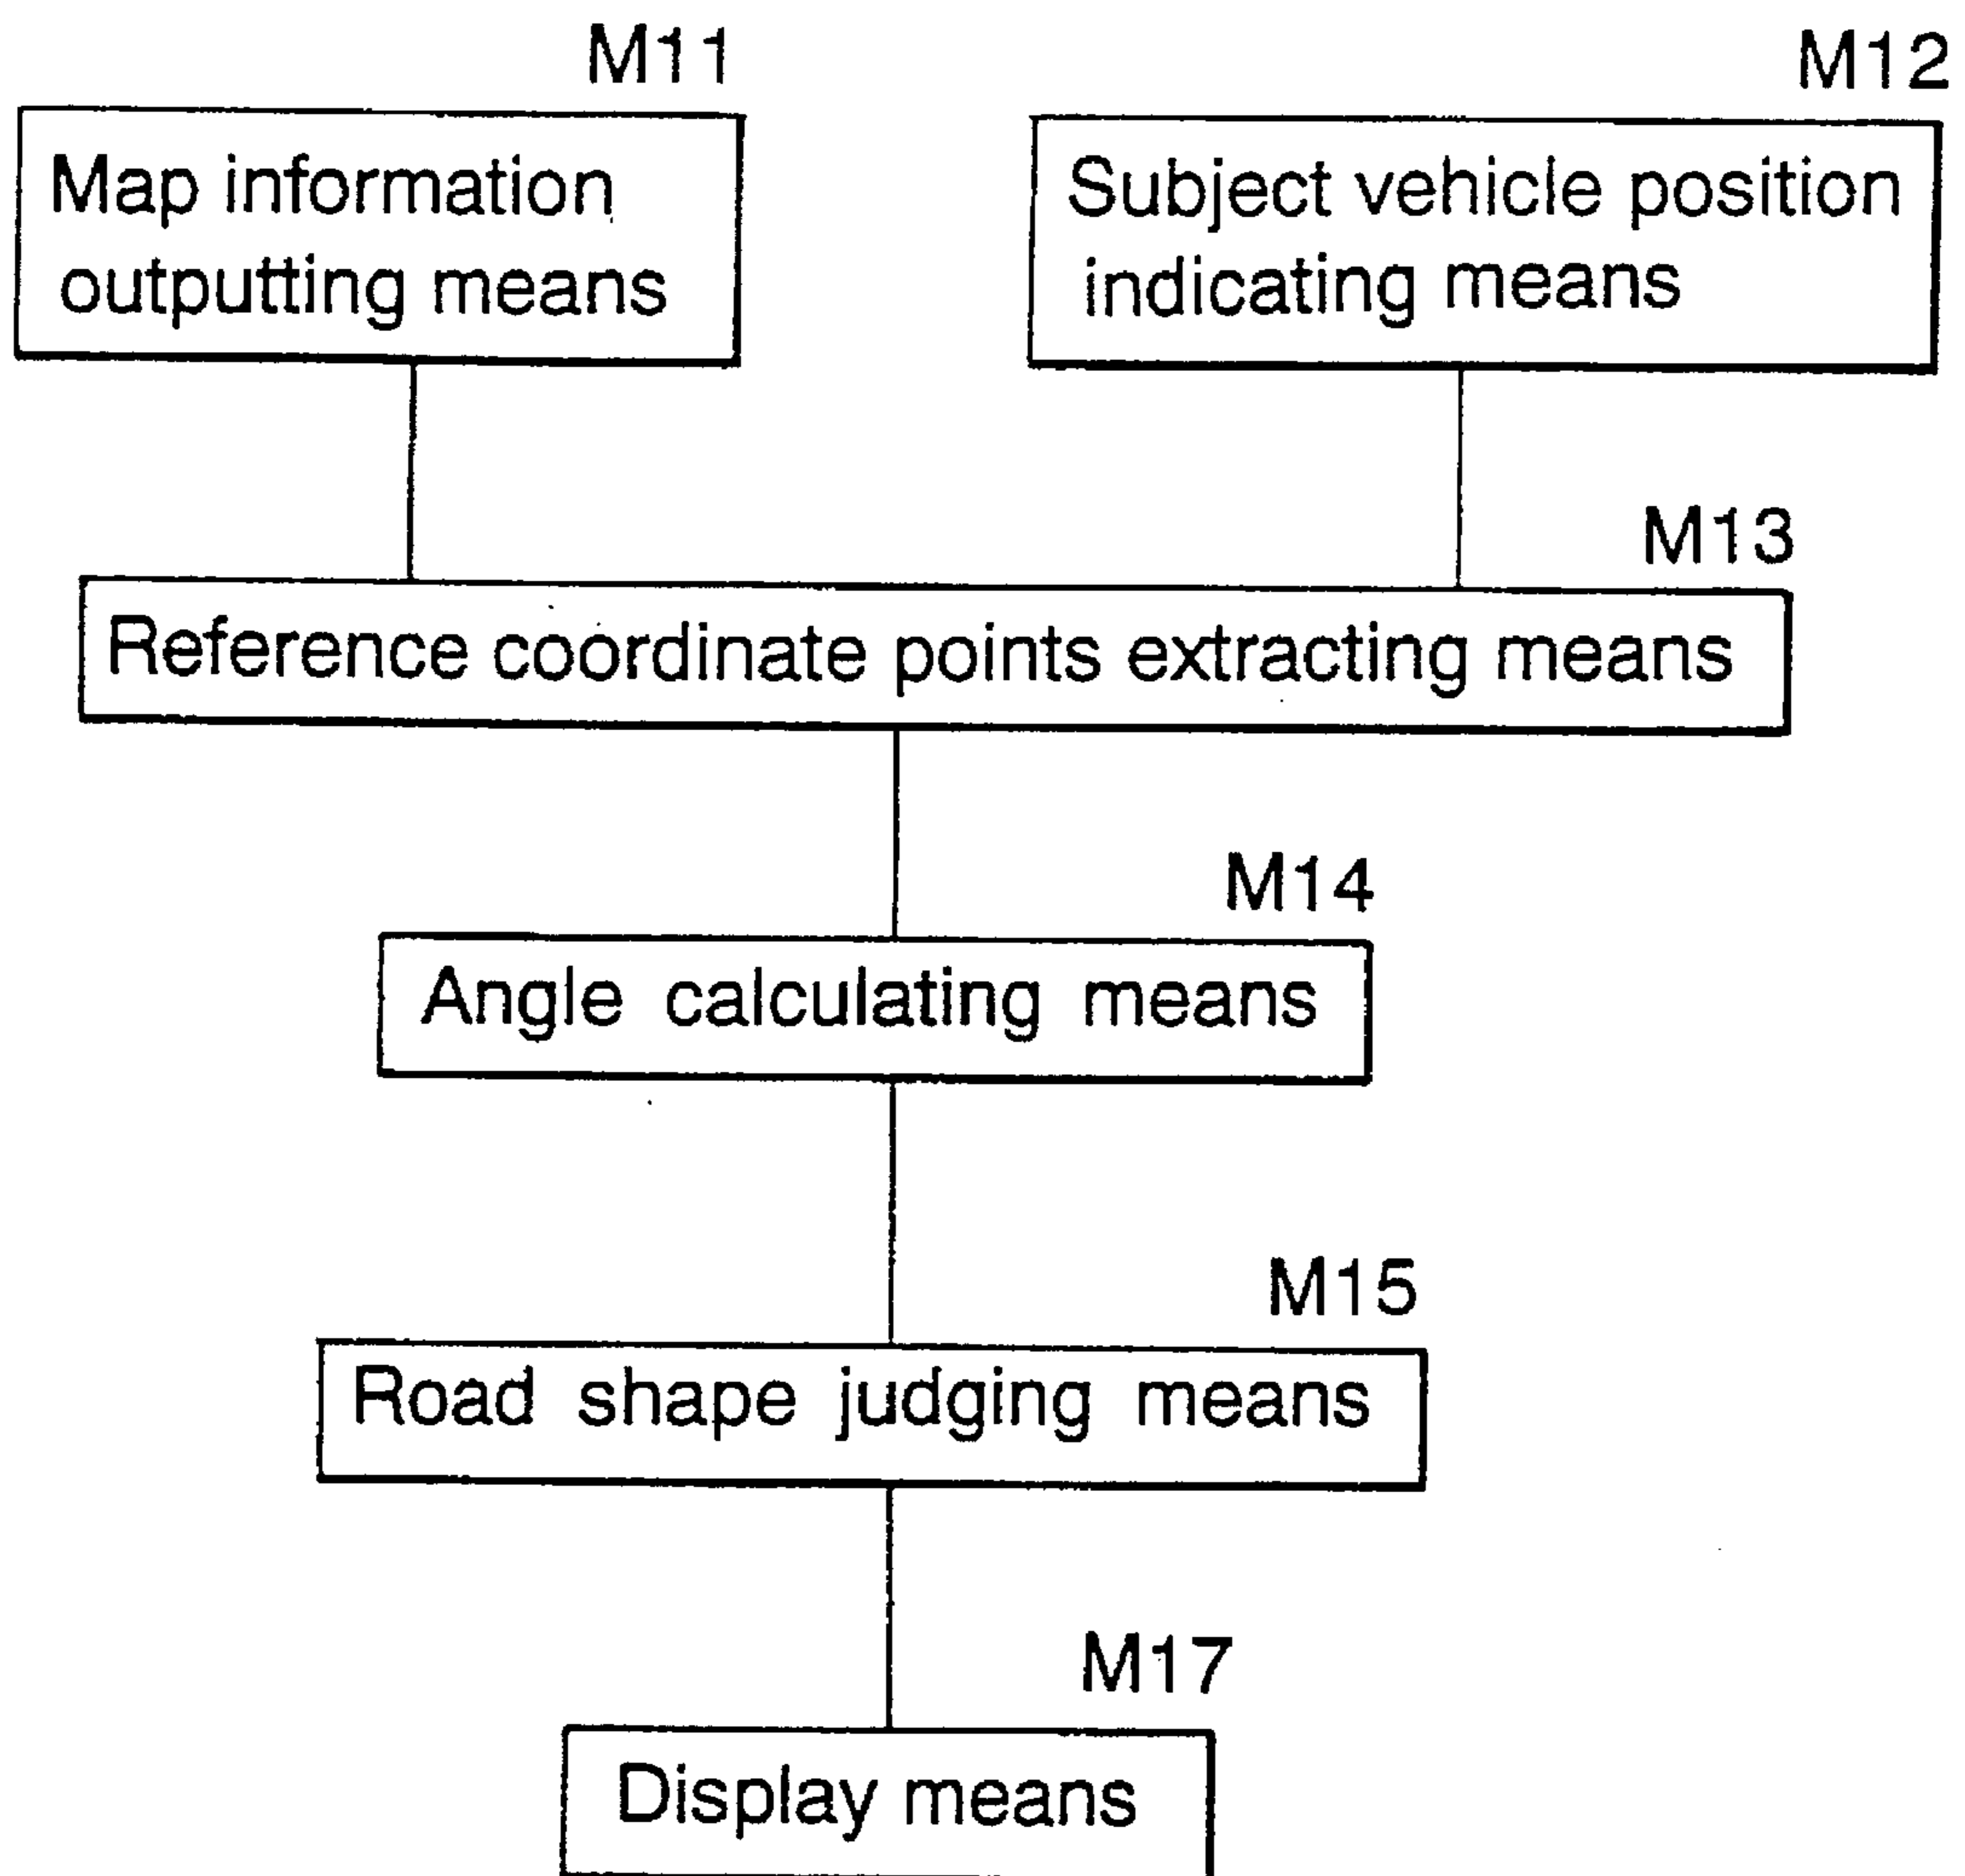 M11
Map information
outputting means
M12
Subject vehicle position
indicating means
M13
Reference coordinate points extracting means
M14
Angle calculating means
M15
Road shape judging means
M17
Display means